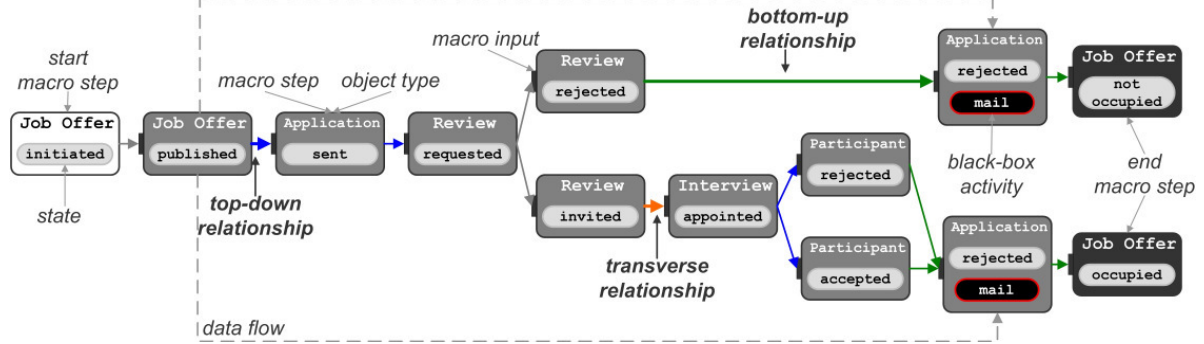 start
macro step
Job Offer
initiated
state
Job Offer
published
top-down
relationship
macro step
object type
Application
sent
Review
requested
macro input
Review
rejected
bottom-up
relationship
Review
invited
transverse
relationship
Interview
appointed
Participant
rejected
Participant
accepted
Application
rejected
mail
black-box
activity
Application
rejected
mail
Job Offer
not
occupied
end
macro step
Job Offer
occupied
data flow